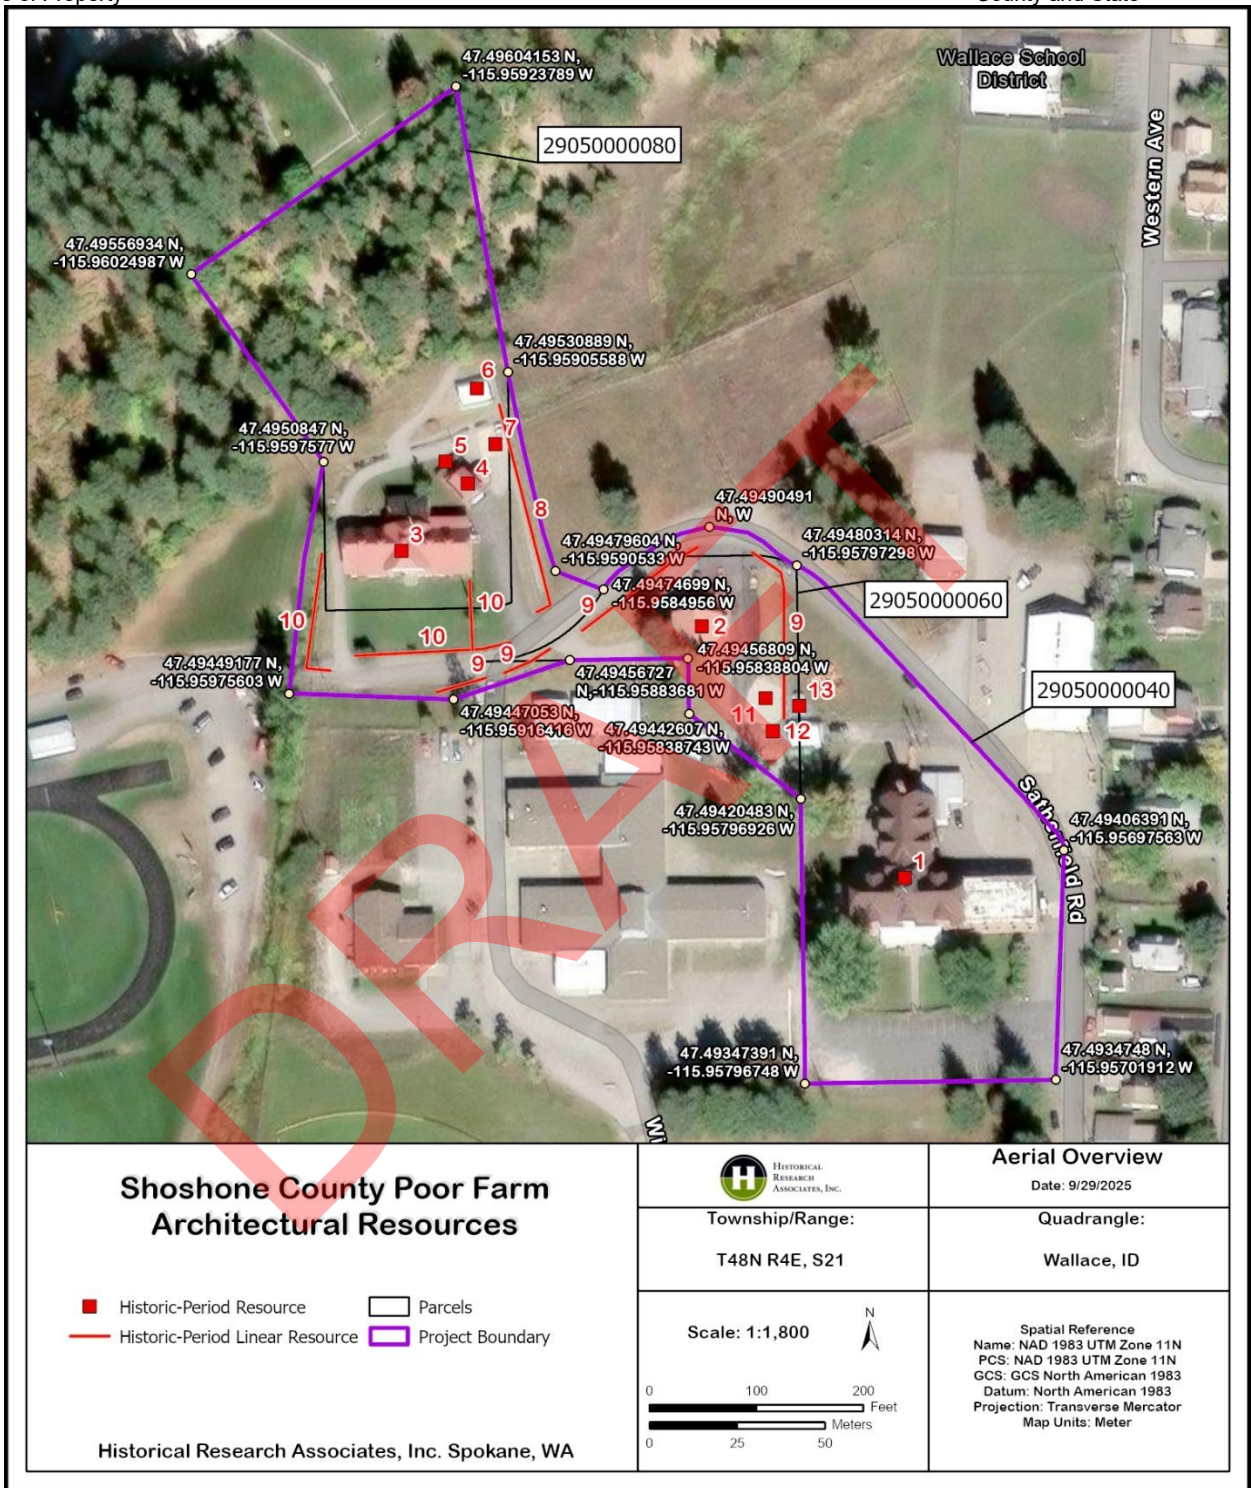 County and State
47.49604153 N,
-115.95923789 W
Wallace School
District
29050000080
Western Ave
47.49556934 N,
-115.96024987 W
47.49530889 N,
-115.95905588 W
6
47.4950847 N,
-115.9597577 W
7
5
4
8
3
47.49490491
N, W
47.49480314 N,
-115.95797298 W
47.49479604 N,
-115.9590533 W
47.49474699 N,
-115.9584956 W
29050000060
10
9
10
9
2
10
47.49456809 N,
-115.95838804 W
9
9
47.49449177 N,
-115.95975603 W
47.49456727
N,-115.95883681 W
29050000040
11
13
47.49447053 N,
-115.95916416 W
47.49442607 N,
-115.95838743 W
12
47.49420483 N,
-115.95796926 W
47.49406391 N,
-115.95697563 W
1
47.49347391 N,
-115.95796748 W
47.4934748 N,
-115.95701912 W
DRAFT
Shoshone County Poor Farm
Architectural Resources
Historic-Period Resource
Parcels
Historic-Period Linear Resource
Project Boundary
Historical Research Associates, Inc. Spokane, WA
H
HISTORICAL
RESEARCH
ASSOCIATES, INC.
Aerial Overview
Date: 9/29/2025
Township/Range:
T48N R4E, S21
Quadrangle:
Wallace, ID
Scale: 1:1,800
N
0 100 200
Feet
Meters
0 25 50
Spatial Reference
Name: NAD 1983 UTM Zone 11N
PCS: NAD 1983 UTM Zone 11N
GCS: GCS North American 1983
Datum: North American 1983
Projection: Transverse Mercator
Map Units: Meter